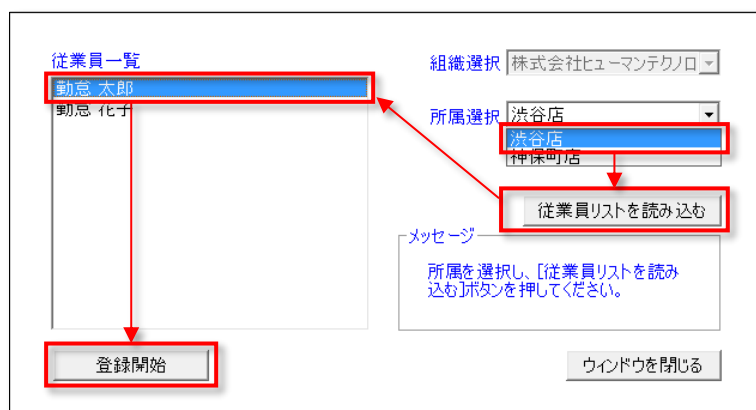 従業員一覧
勤怠 太郎
勤怠 花子
組織選択 株式会社ヒューマンテクノロ
所属選択 渋谷店
渋谷店
神保町店
従業員リストを読み込む
メッセージ
所属を選択し、[従業員リストを読み
込む]ボタンを押してください。
登録開始
ウィンドウを閉じる